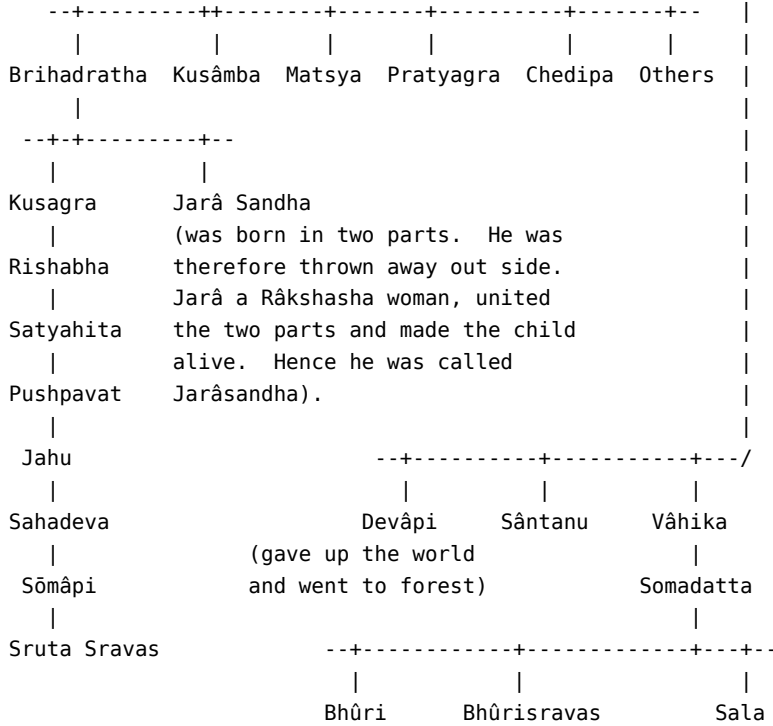 --+---------++--------+-------+----------+-------+-- |
| | | | | | |
Brihadratha Kusâmba Matsya Pratyagra Chedipa Others |
| |
--+-+---------+-- |
| | |
Kusagra Jarâ Sandha |
| (was born in two parts. He was |
Rishabha therefore thrown away out side. |
| Jarâ a Râkshasha woman, united |
Satyahita the two parts and made the child |
| alive. Hence he was called |
Pushpavat Jarâsandha). |
| |
Jahu --+----------+-----------+---/
| | | |
Sahadeva Devâpi Sântanu Vâhika
| (gave up the world |
Sōmâpi and went to forest) Somadatta
| |
Sruta Sravas --+------------+-------------+---+--
| | |
Bhûri Bhûrisravas Sala